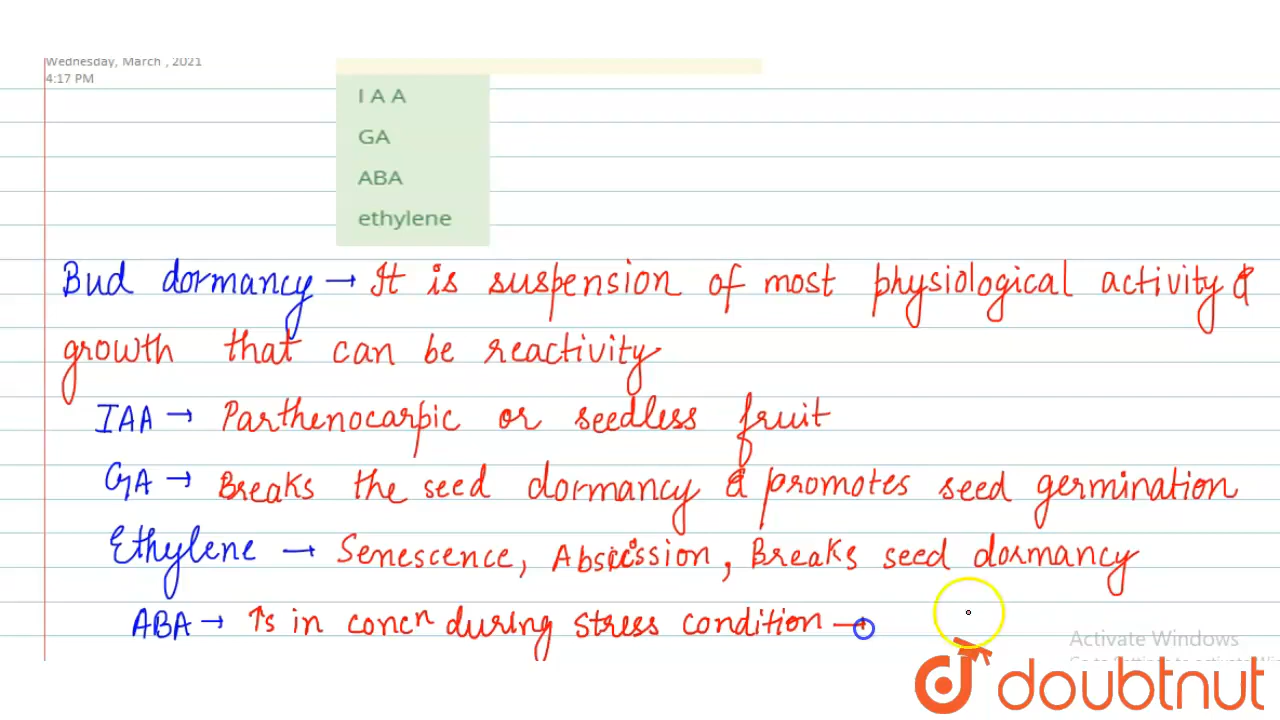 Wednesday, March , 2021
4:17 PM
I A A
GA
ABA
ethylene
Bud dormancy → It is suspension of most physiological activity &
growth that can be reactivity
IAA → Parthenocarpic or seedless fruit
GA → Breaks the seed dormancy & promotes seed germination
Ethylene → Senescence, Abscission, Breaks seed dormancy
ABA → ↑s in concn during stress condition →
Activate Windows
doubtnut